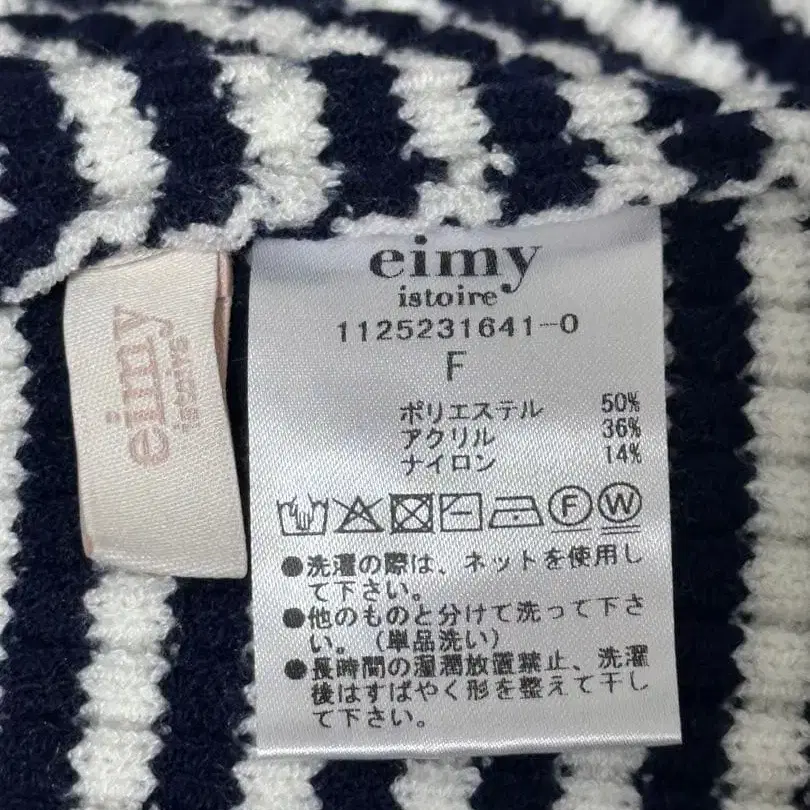 eimy
istoire
eimy
istoire
1125231641-0
F
ポリエステル 50%
アクリル 36%
ナイロン 14%
F W
●洗濯の際は、ネットを使用し
て下さい。
●他のものと分けて洗って下さ
い。(単品洗い)
●長時間の湿潤放置禁止、洗濯
後はすばやく形を整えて干し
て下さい。